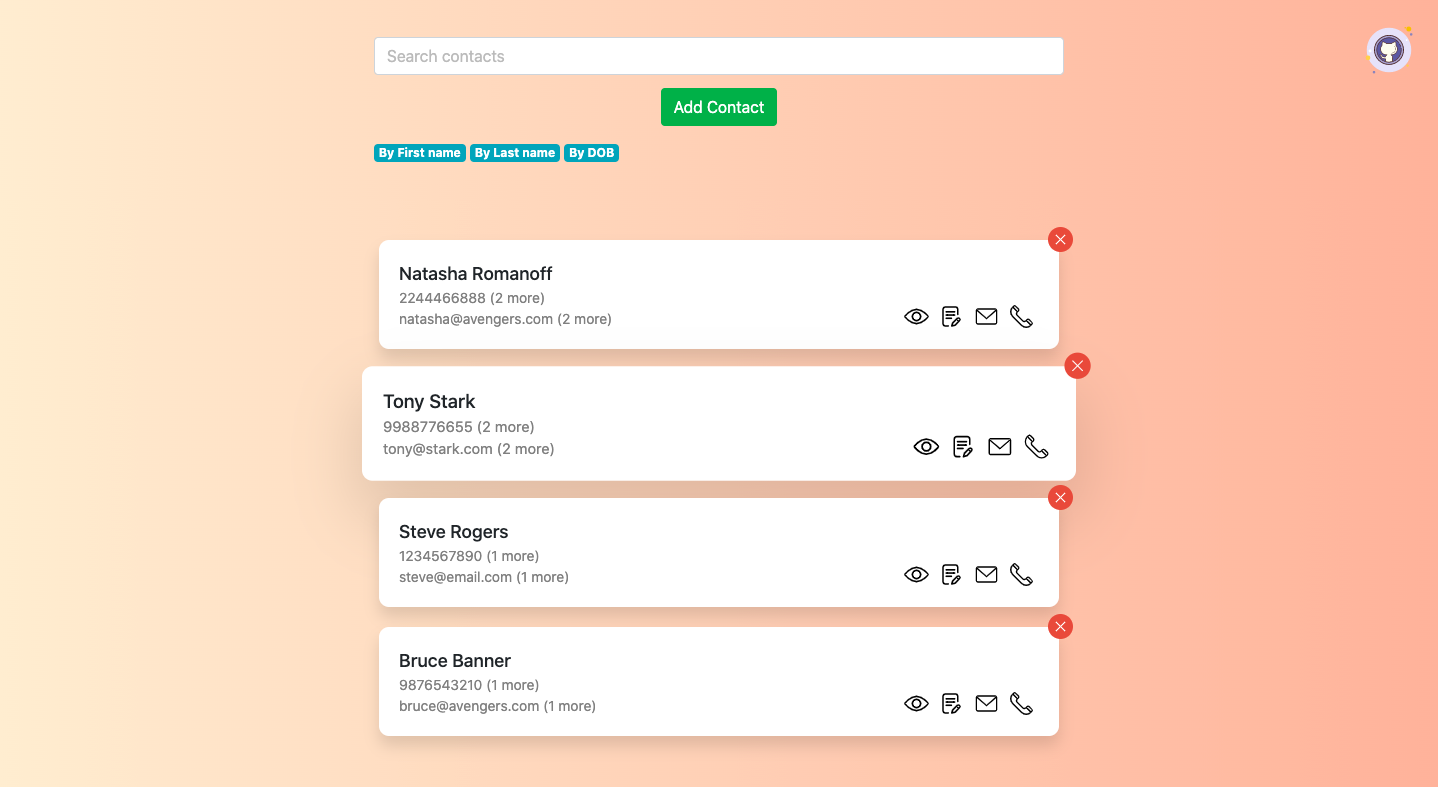 Search contacts
Add Contact
By First name By Last name By DOB
Natasha Romanoff
2244466888 (2 more)
natasha@avengers.com (2 more)
Tony Stark
9988776655 (2 more)
tony@stark.com (2 more)
Steve Rogers
1234567890 (1 more)
steve@email.com (1 more)
Bruce Banner
9876543210 (1 more)
bruce@avengers.com (1 more)